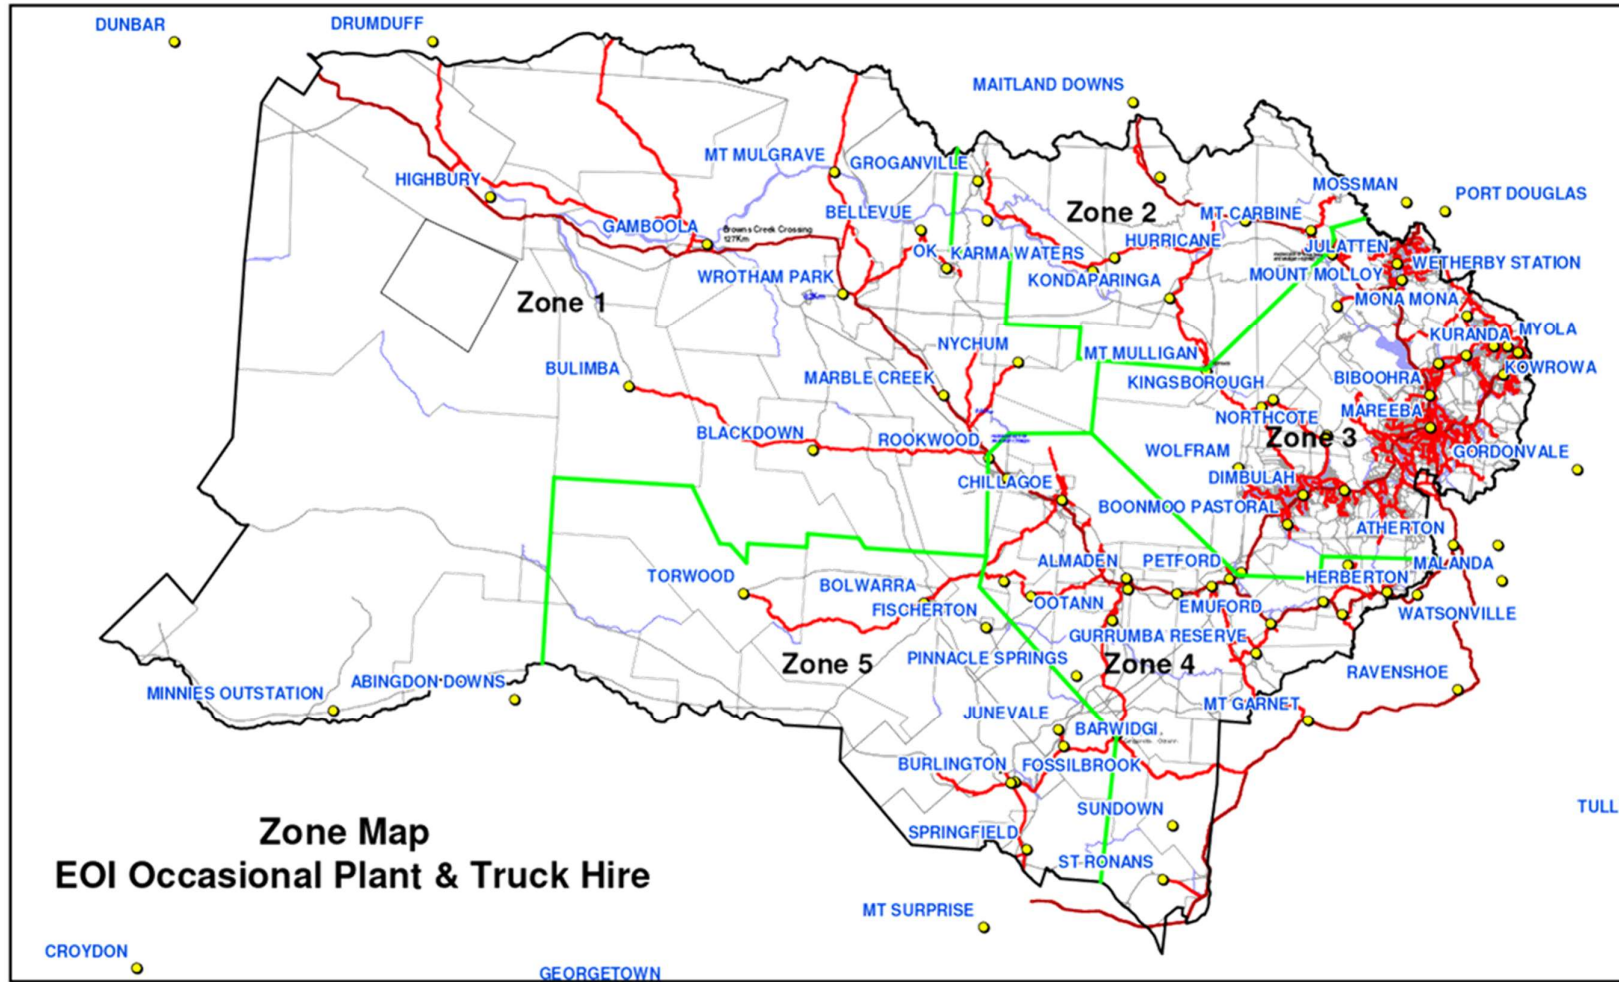 DUNBAR
DRUMDUFF
MAITLAND DOWNS
MT MULGRAVE
GROGANVILLE
HIGHBURY
MOSSMAN
PORT DOUGLAS
Zone 2
BELLEVUE
MT CARBINE
GAMBOOLA
Browns Creek Crossing
127Km
HURRICANE
JULATTEN
OK
KARMA WATERS
WETHERBY STATION
WROTHAM PARK
KONDAPARINGA
MOUNT MOLLOY
Zone 1
MONA MONA
NYCHUM
KURANDA
MYOLA
MT MULLIGAN
BULIMBA
MARBLE CREEK
KINGSBOROUGH
BIBOOHRA
KOWROWA
NORTHCOTE
MAREEBA
BLACKDOWN
ROOKWOOD
Zone 3
WOLFRAM
GORDONVALE
CHILLAGOE
DIMBULAH
BOONMOO PASTORAL
ATHERTON
ALMADEN
PETFORD
MALANDA
TORWOOD
BOLWARRA
HERBERTON
FISCHERTON
OOTANN
EMUFORD
WATSONVILLE
GURRUMBA RESERVE
Zone 5
PINNACLE SPRINGS
Zone 4
RAVENSHOE
MINNIES OUTSTATION
ABINGDON DOWNS
JUNEVALE
MT GARNET
BARWIDGI
BURLINGTON
FOSSILBROOK
SUNDOWN
TULL
Zone Map
SPRINGFIELD
EOI Occasional Plant & Truck Hire
ST RONANS
MT SURPRISE
CROYDON
GEORGETOWN